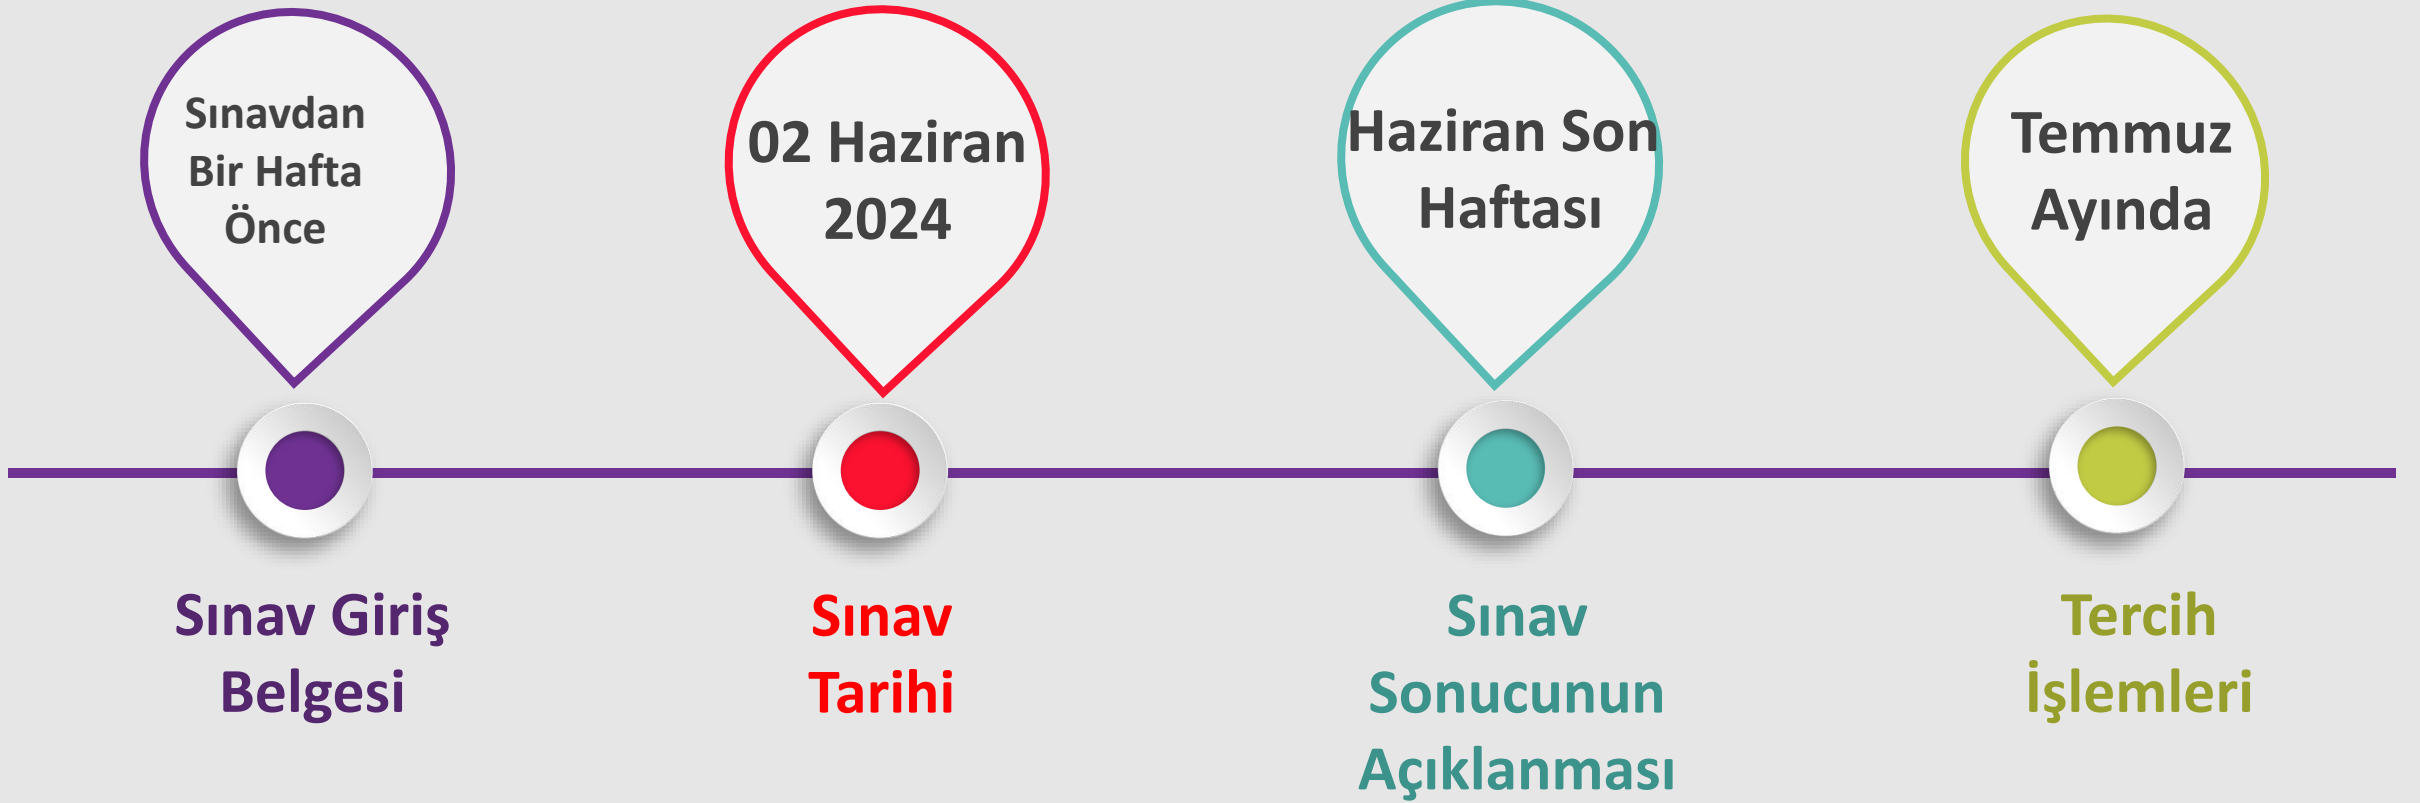 Sınavdan
Bir Hafta
Önce
02 Haziran
2024
Haziran Son
Haftası
Temmuz
Ayında
Sınav Giriş
Belgesi
Sınav
Tarihi
Sınav
Sonucunun
Açıklanması
Tercih
İşlemleri